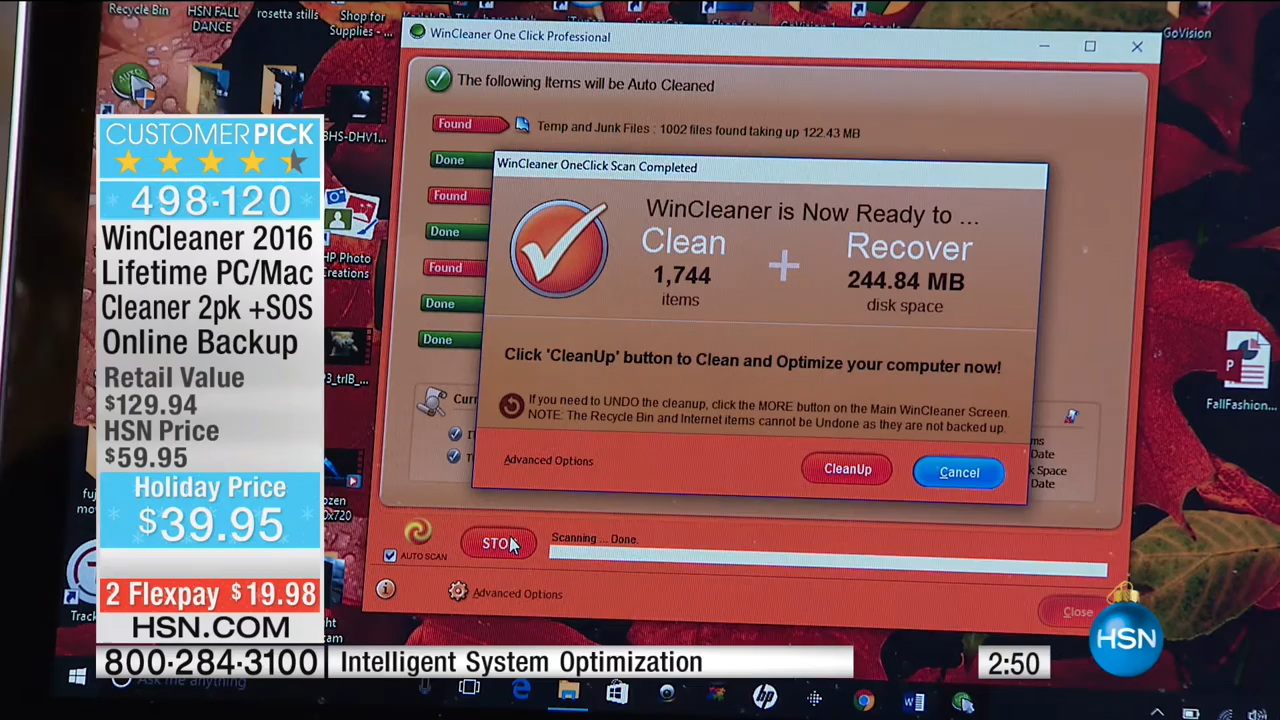 Recycle Bin
HSN FALL
DANCE
rosetta stills
Shop for
Supplies - ...
GoVision
WinCleaner One Click Professional
The following Items will be Auto Cleaned
Found
Temp and Junk Files : 1002 files found taking up 122.43 MB
Done
Found
Done
Found
Done
Done
WinCleaner OneClick Scan Completed
WinCleaner is Now Ready to ...
Clean + Recover
1,744
items
244.84 MB
disk space
Click 'CleanUp' button to Clean and Optimize your computer now!
If you need to UNDO the cleanup, click the MORE button on the Main WinCleaner Screen.
NOTE: The Recycle Bin and Internet items cannot be Undone as they are not backed up.
Advanced Options
CleanUp
Cancel
Scanning ... Done.
AUTO SCAN
STO
Advanced Options
Close
HP Photo
FallFashion...
CUSTOMER PICK
498-120
WinCleaner 2016
Lifetime PC/Mac
Cleaner 2pk +SOS
Online Backup
Retail Value
$129.94
HSN Price
$59.95
Holiday Price
$39.95
2 Flexpay $19.98
HSN.COM
800-284-3100
Intelligent System Optimization
2:50
HSN
Ask me anything
hp